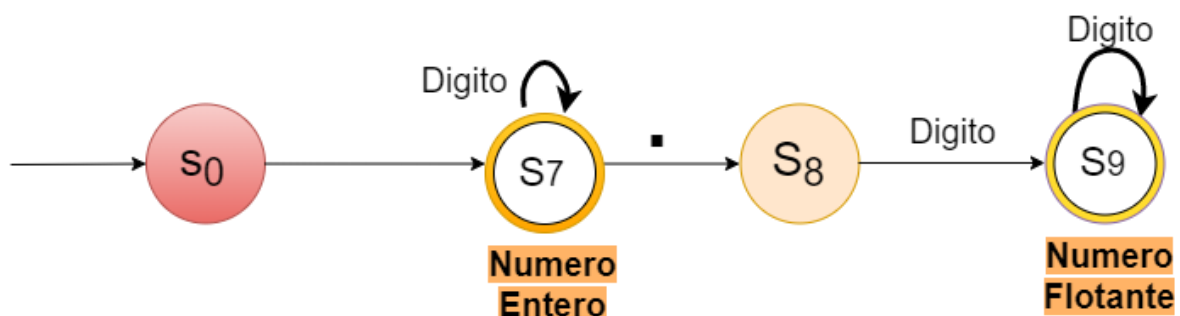 Digito
Digito
.
Digito
s0
S7
S8
S9
Numero
Entero
Numero
Flotante